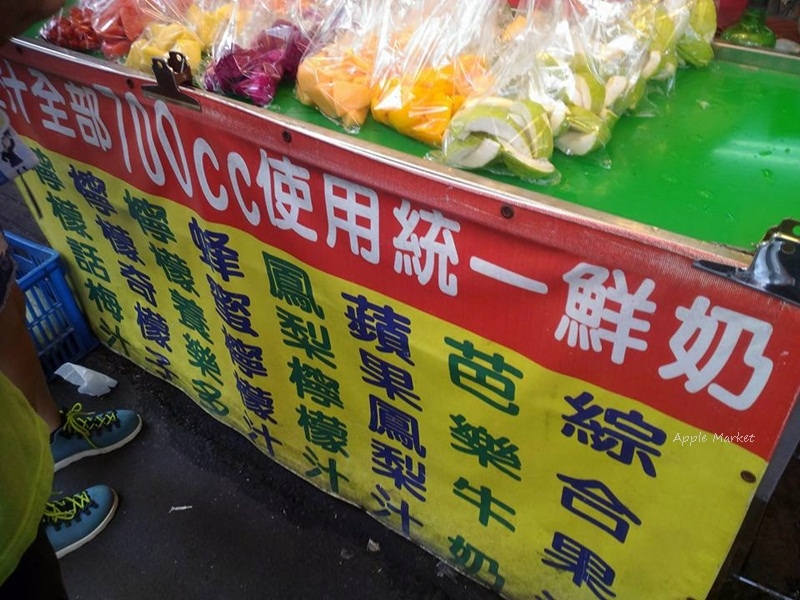 汁全部700cc使用統一鮮奶
綜合果
芭樂牛奶
蘋果鳳梨汁
鳳梨檸檬汁
蜂蜜檸檬汁
檸檬養樂多
檸檬奇檬子
檸檬話梅汁
Apple Market